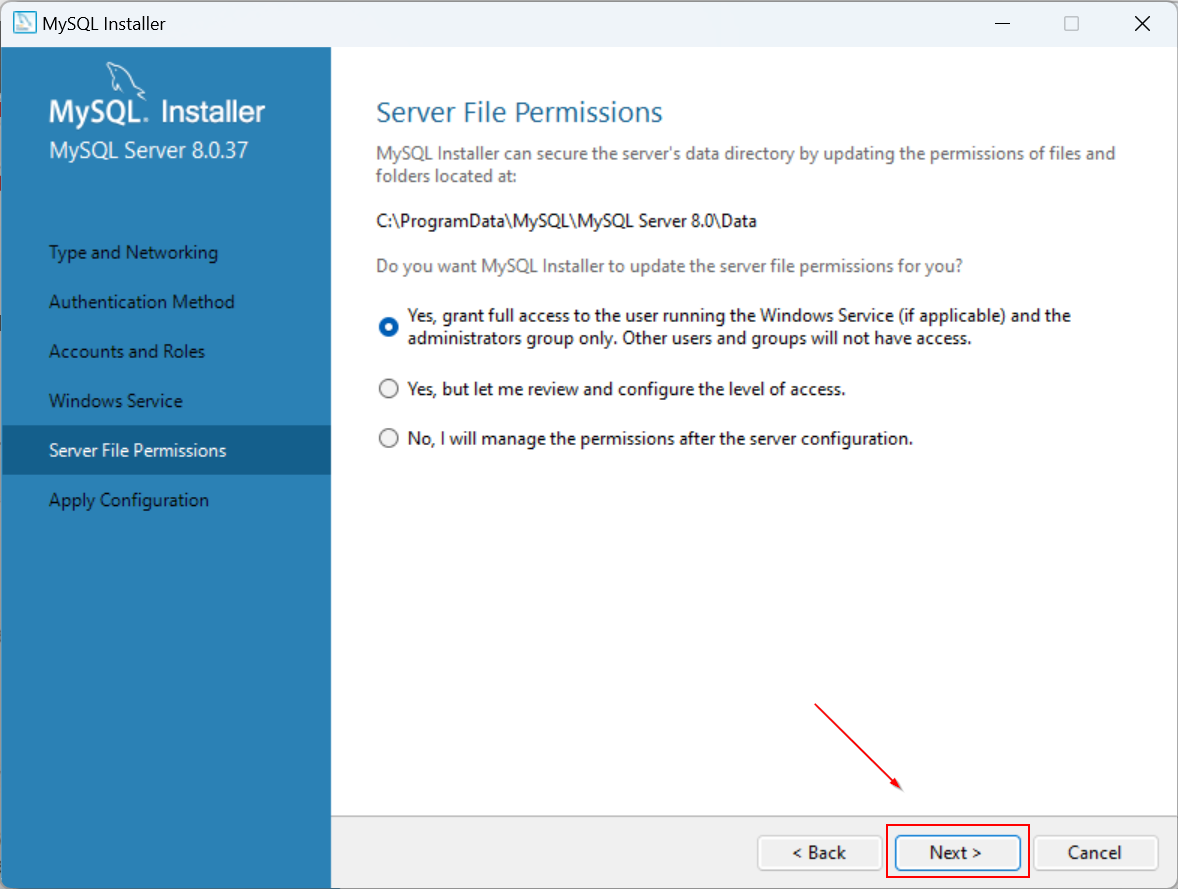 MySQL Installer
MySQL. Installer
MySQL Server 8.0.37
Type and Networking
Authentication Method
Accounts and Roles
Windows Service
Server File Permissions
Apply Configuration
Server File Permissions
MySQL Installer can secure the server's data directory by updating the permissions of files and
folders located at:
C:\ProgramData\MySQL\MySQL Server 8.0\Data
Do you want MySQL Installer to update the server file permissions for you?
Yes, grant full access to the user running the Windows Service (if applicable) and the
administrators group only. Other users and groups will not have access.
Yes, but let me review and configure the level of access.
No, I will manage the permissions after the server configuration.
< Back
Next >
Cancel